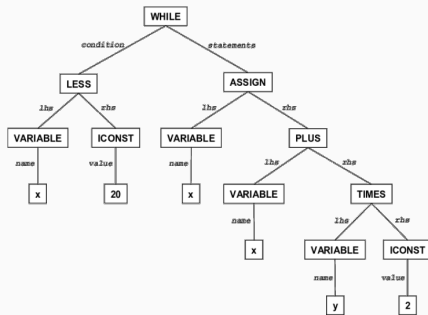 WHILE
condition statements
LESS ASSIGN
lhs rhs lhs rhs
VARIABLE ICONST VARIABLE PLUS
name value name lhs rhs
x 20 x VARIABLE TIMES
name lhs rhs
x VARIABLE ICONST
name value
y 2